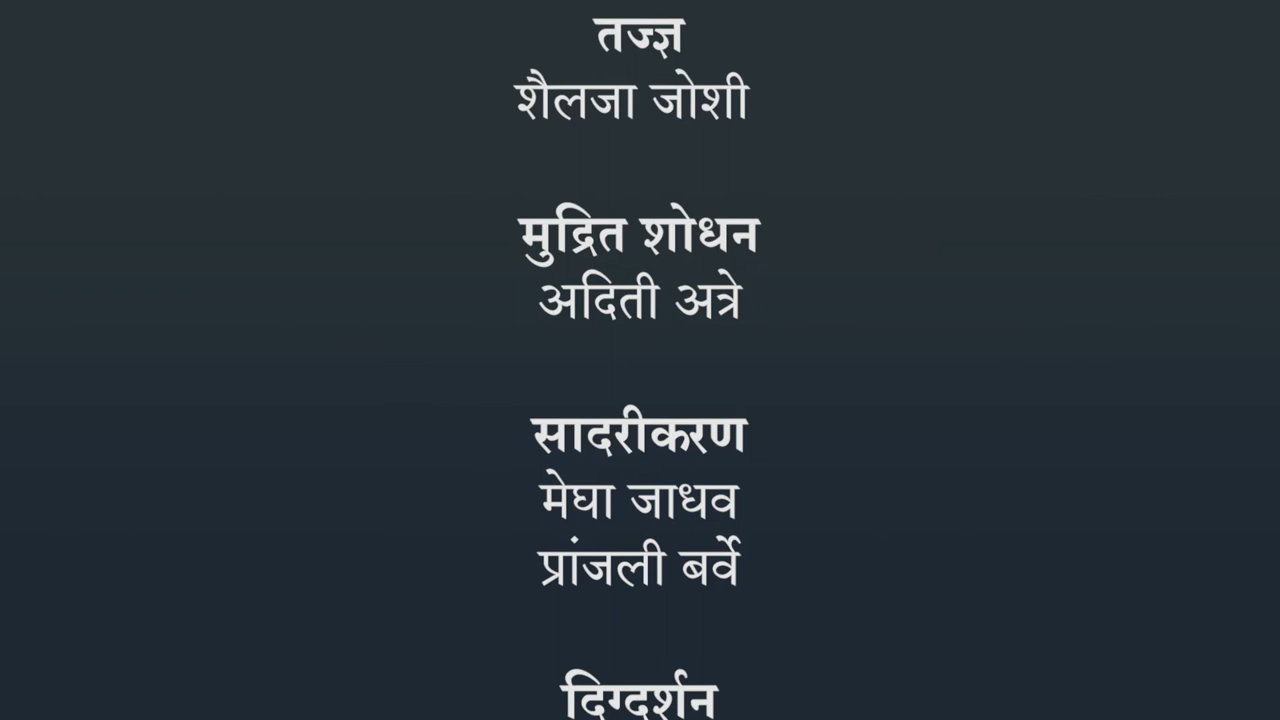 तज्ज्ञ
शैलजा जोशी
मुद्रित शोधन
अदिती अत्रे
सादरीकरण
मेघा जाधव
प्रांजली बर्वे
दिग्दर्शन